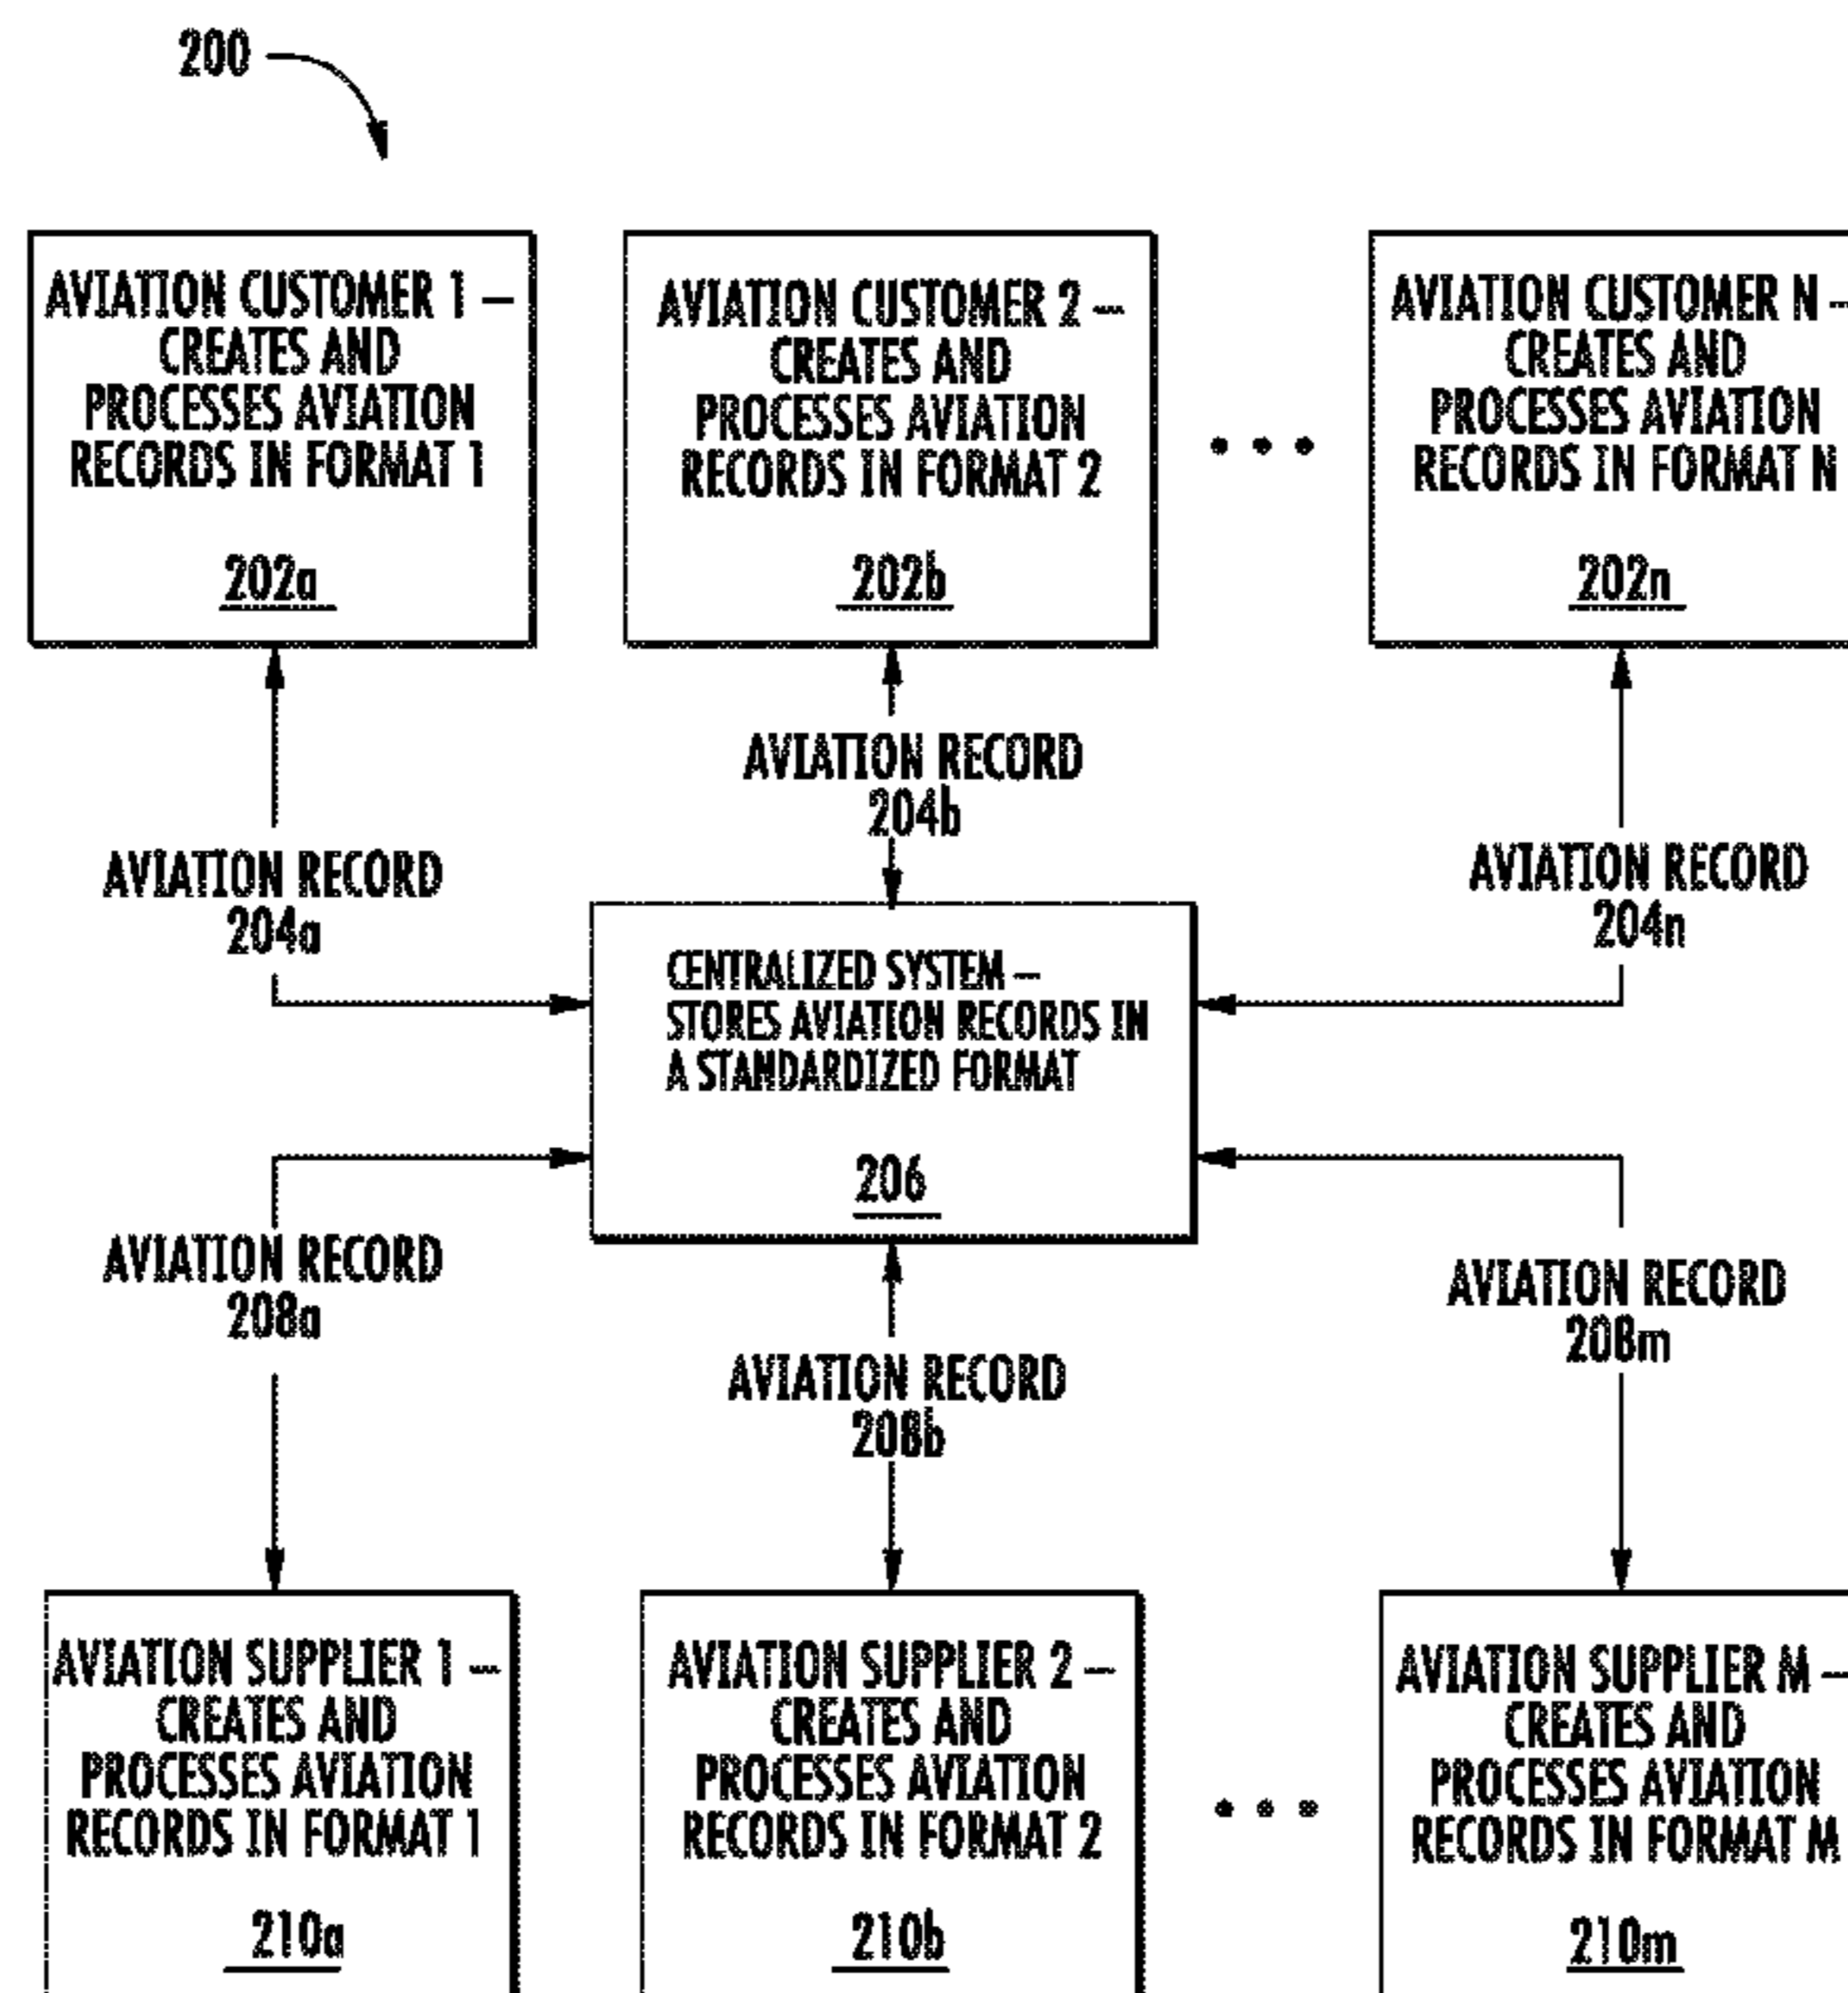 200
AVIATION CUSTOMER 1 –
CREATES AND
PROCESSES AVIATION
RECORDS IN FORMAT 1
202a
AVIATION CUSTOMER 2 –
CREATES AND
PROCESSES AVIATION
RECORDS IN FORMAT 2
202b
• • •
AVIATION CUSTOMER N –
CREATES AND
PROCESSES AVIATION
RECORDS IN FORMAT N
202n
AVIATION RECORD
204a
AVIATION RECORD
204b
AVIATION RECORD
204n
CENTRALIZED SYSTEM –
STORES AVIATION RECORDS IN
A STANDARDIZED FORMAT
206
AVIATION RECORD
208a
AVIATION RECORD
208b
AVIATION RECORD
208m
AVIATION SUPPLIER 1 –
CREATES AND
PROCESSES AVIATION
RECORDS IN FORMAT 1
210a
AVIATION SUPPLIER 2 –
CREATES AND
PROCESSES AVIATION
RECORDS IN FORMAT 2
210b
• • •
AVIATION SUPPLIER M –
CREATES AND
PROCESSES AVIATION
RECORDS IN FORMAT M
210m